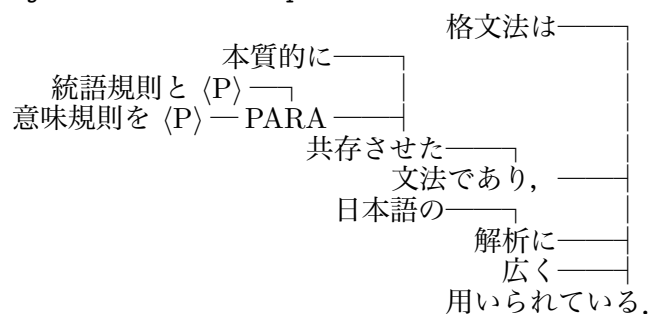 格文法は
本質的に
統語規則と ⟨P⟩
意味規則を ⟨P⟩ PARA
共存させた
文法であり，
日本語の
解析に
広く
用いられている．